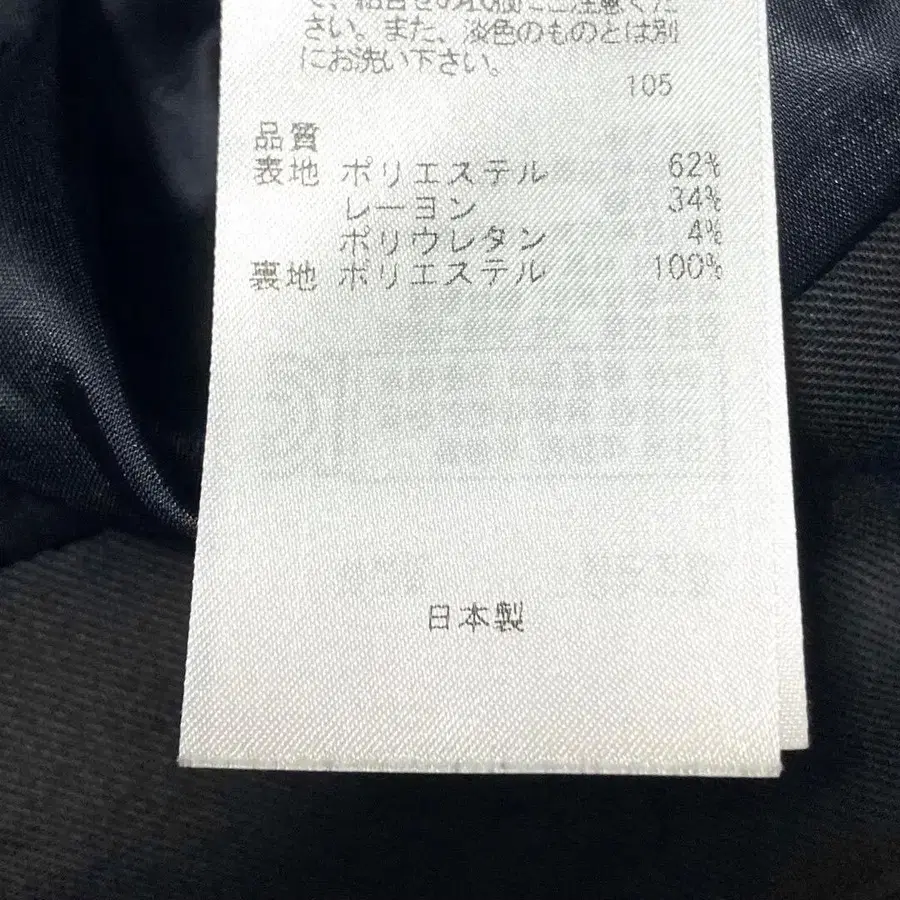 さい。また、淡色のものとは別
にお洗い下さい。
105
品質
表地 ポリエステル 62%
レーヨン 34%
ポリウレタン 4%
裏地 ポリエステル 100%
日本製